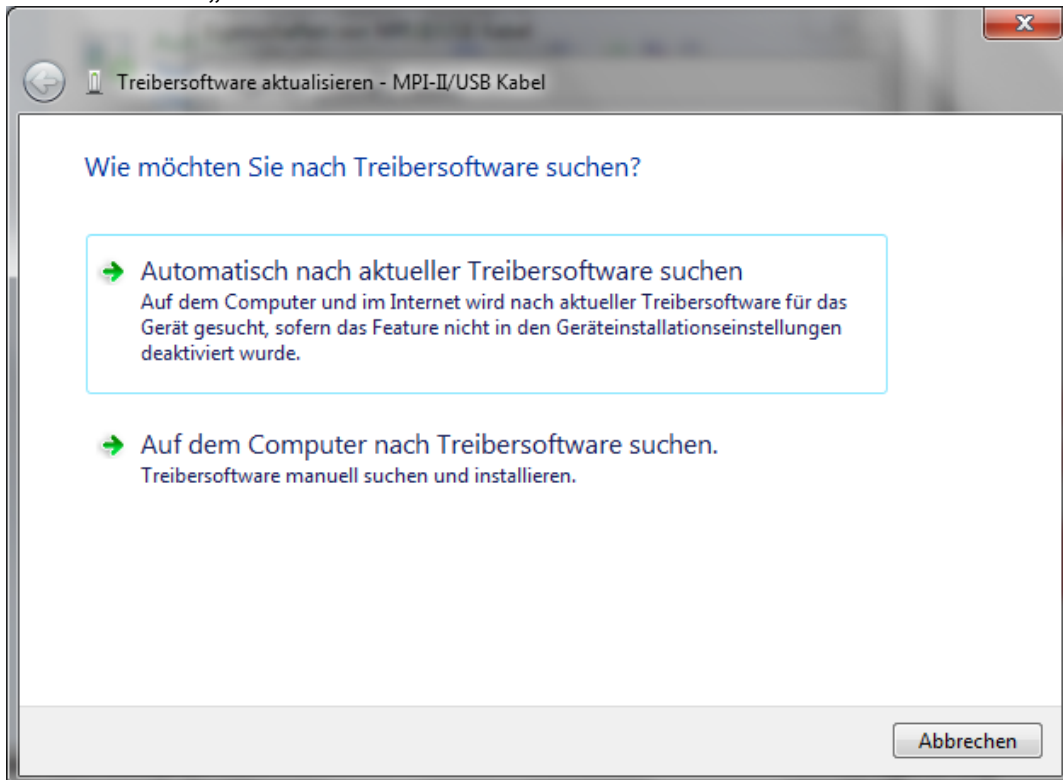 „
Treibersoftware aktualisieren - MPI-II/USB Kabel
Wie möchten Sie nach Treibersoftware suchen?
Automatisch nach aktueller Treibersoftware suchen
Auf dem Computer und im Internet wird nach aktueller Treibersoftware für das
Gerät gesucht, sofern das Feature nicht in den Geräteinstallationseinstellungen
deaktiviert wurde.
Auf dem Computer nach Treibersoftware suchen.
Treibersoftware manuell suchen und installieren.
Abbrechen